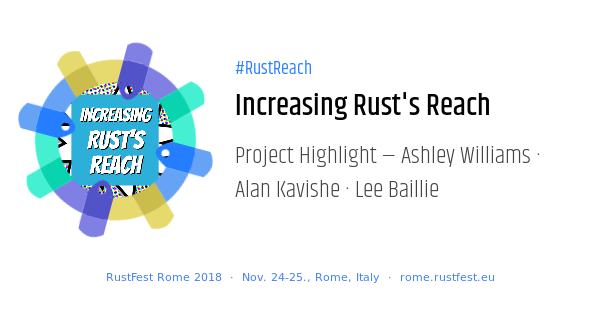 INCREASING
RUST'S
REACH
#RustReach
Increasing Rust's Reach
Project Highlight – Ashley Williams ·
Alan Kavishe · Lee Baillie
RustFest Rome 2018 · Nov. 24-25., Rome, Italy · rome.rustfest.eu